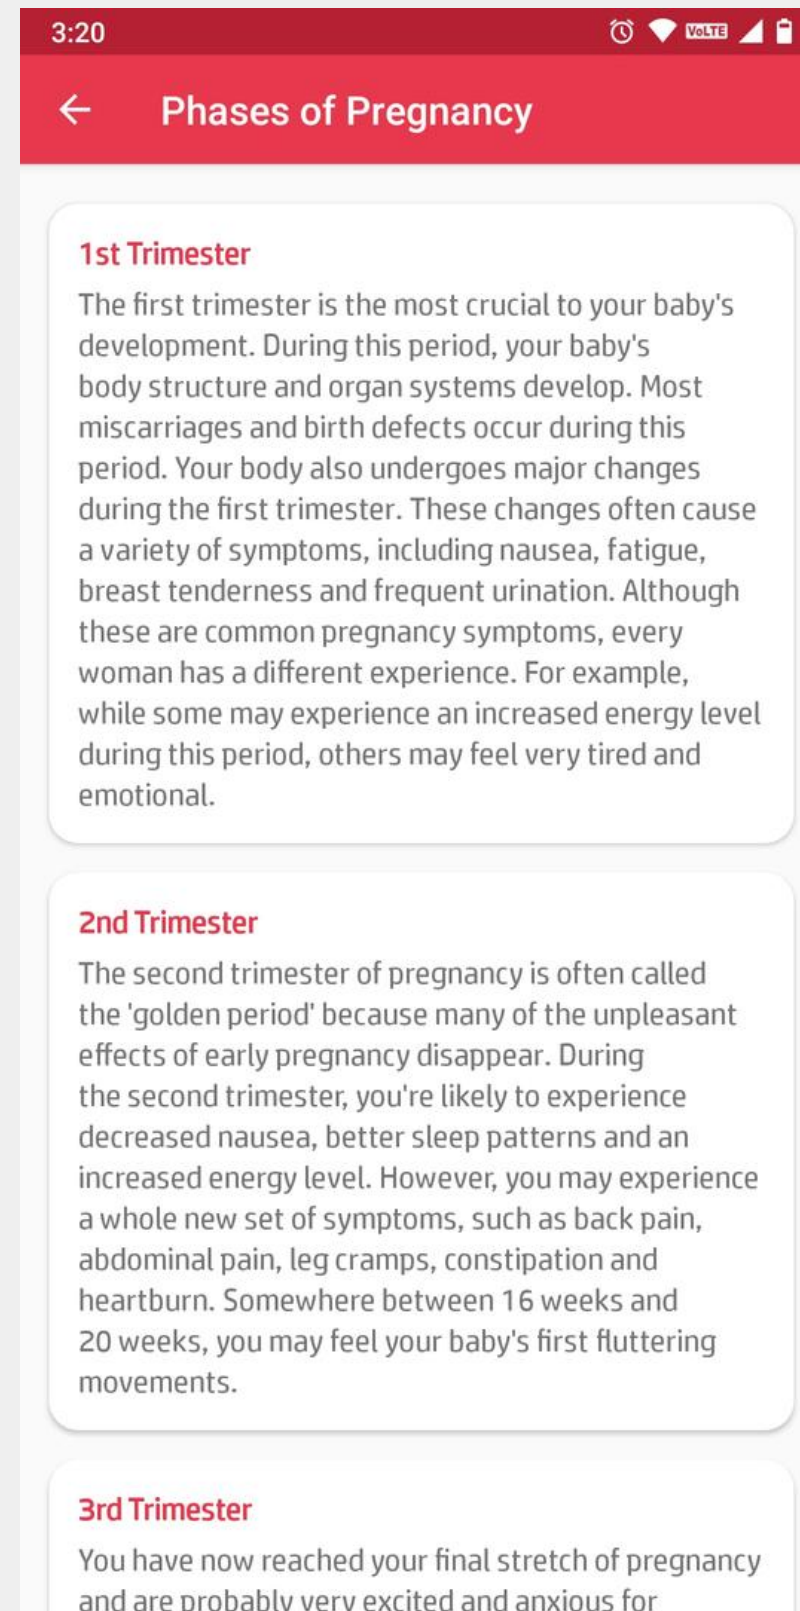 3:20
VoLTE
Phases of Pregnancy
1st Trimester
The first trimester is the most crucial to your baby's
development. During this period, your baby's
body structure and organ systems develop. Most
miscarriages and birth defects occur during this
period. Your body also undergoes major changes
during the first trimester. These changes often cause
a variety of symptoms, including nausea, fatigue,
breast tenderness and frequent urination. Although
these are common pregnancy symptoms, every
woman has a different experience. For example,
while some may experience an increased energy level
during this period, others may feel very tired and
emotional.
2nd Trimester
The second trimester of pregnancy is often called
the 'golden period' because many of the unpleasant
effects of early pregnancy disappear. During
the second trimester, you're likely to experience
decreased nausea, better sleep patterns and an
increased energy level. However, you may experience
a whole new set of symptoms, such as back pain,
abdominal pain, leg cramps, constipation and
heartburn. Somewhere between 16 weeks and
20 weeks, you may feel your baby's first fluttering
movements.
3rd Trimester
You have now reached your final stretch of pregnancy
and are probably very excited and anxious for